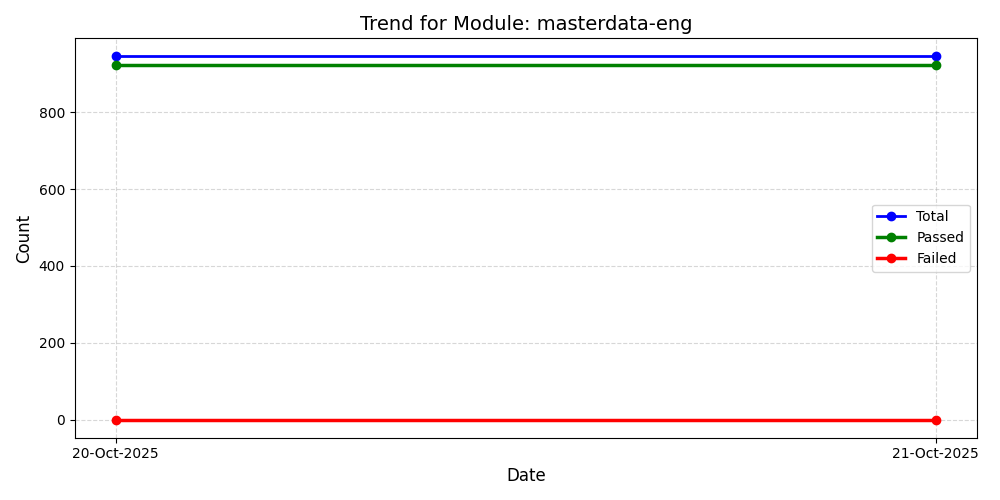 Trend for Module: masterdata-eng
Count
800
600
400
200
0
Total
Passed
Failed
20-Oct-2025
21-Oct-2025
Date